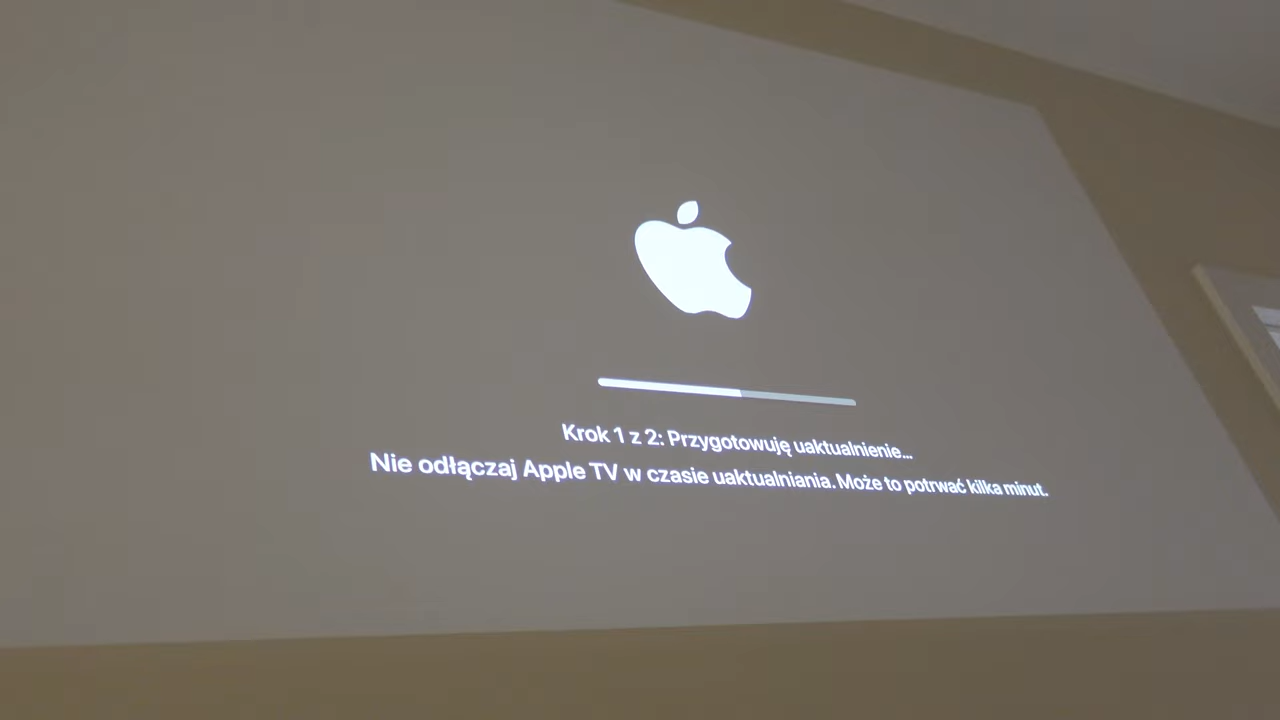 Krok 1 z 2: Przygotowuję uaktualnienie...
Nie odłączaj Apple TV w czasie uaktualniania. Może to potrwać kilka minut.